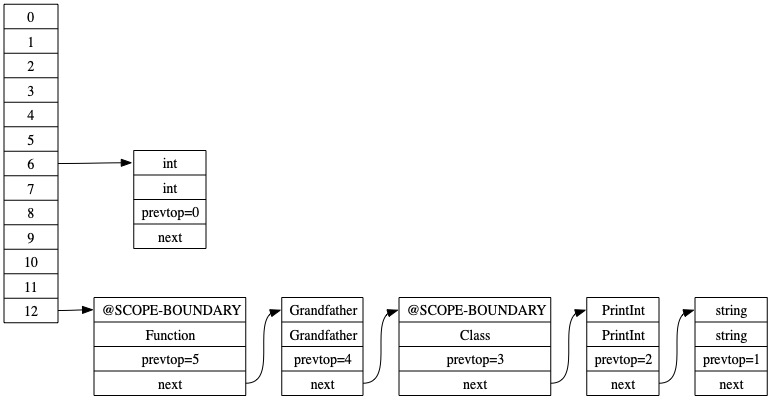 0
1
2
3
4
5
6
7
8
9
10
11
12
int
int
prevtop=0
next
@SCOPE-BOUNDARY
Function
prevtop=5
next
Grandfather
Grandfather
prevtop=4
next
@SCOPE-BOUNDARY
Class
prevtop=3
next
PrintInt
PrintInt
prevtop=2
next
string
string
prevtop=1
next